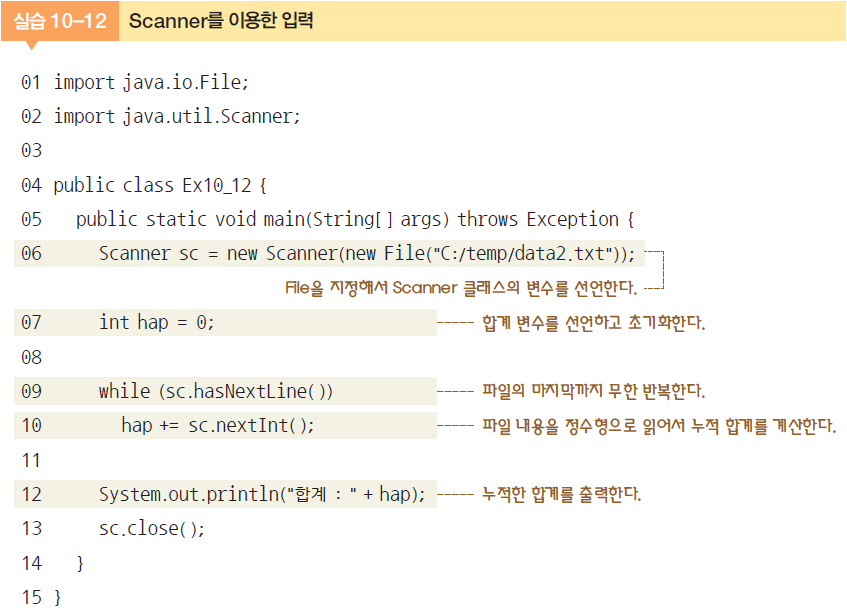 실습 10-12 Scanner를 이용한 입력
01 import java.io.File;
02 import java.util.Scanner;
03
04 public class Ex10_12 {
05 public static void main(String[] args) throws Exception {
06 Scanner sc = new Scanner(new File("C:/temp/data2.txt"));
File을 지정해서 Scanner 클래스의 변수를 선언한다.
07 int hap = 0; 합계 변수를 선언하고 초기화한다.
08
09 while (sc.hasNextLine()) 파일의 마지막까지 무한 반복한다.
10 hap += sc.nextInt(); 파일 내용을 정수형으로 읽어서 누적 합계를 계산한다.
11
12 System.out.println("합계 : " + hap); 누적한 합계를 출력한다.
13 sc.close();
14 }
15 }